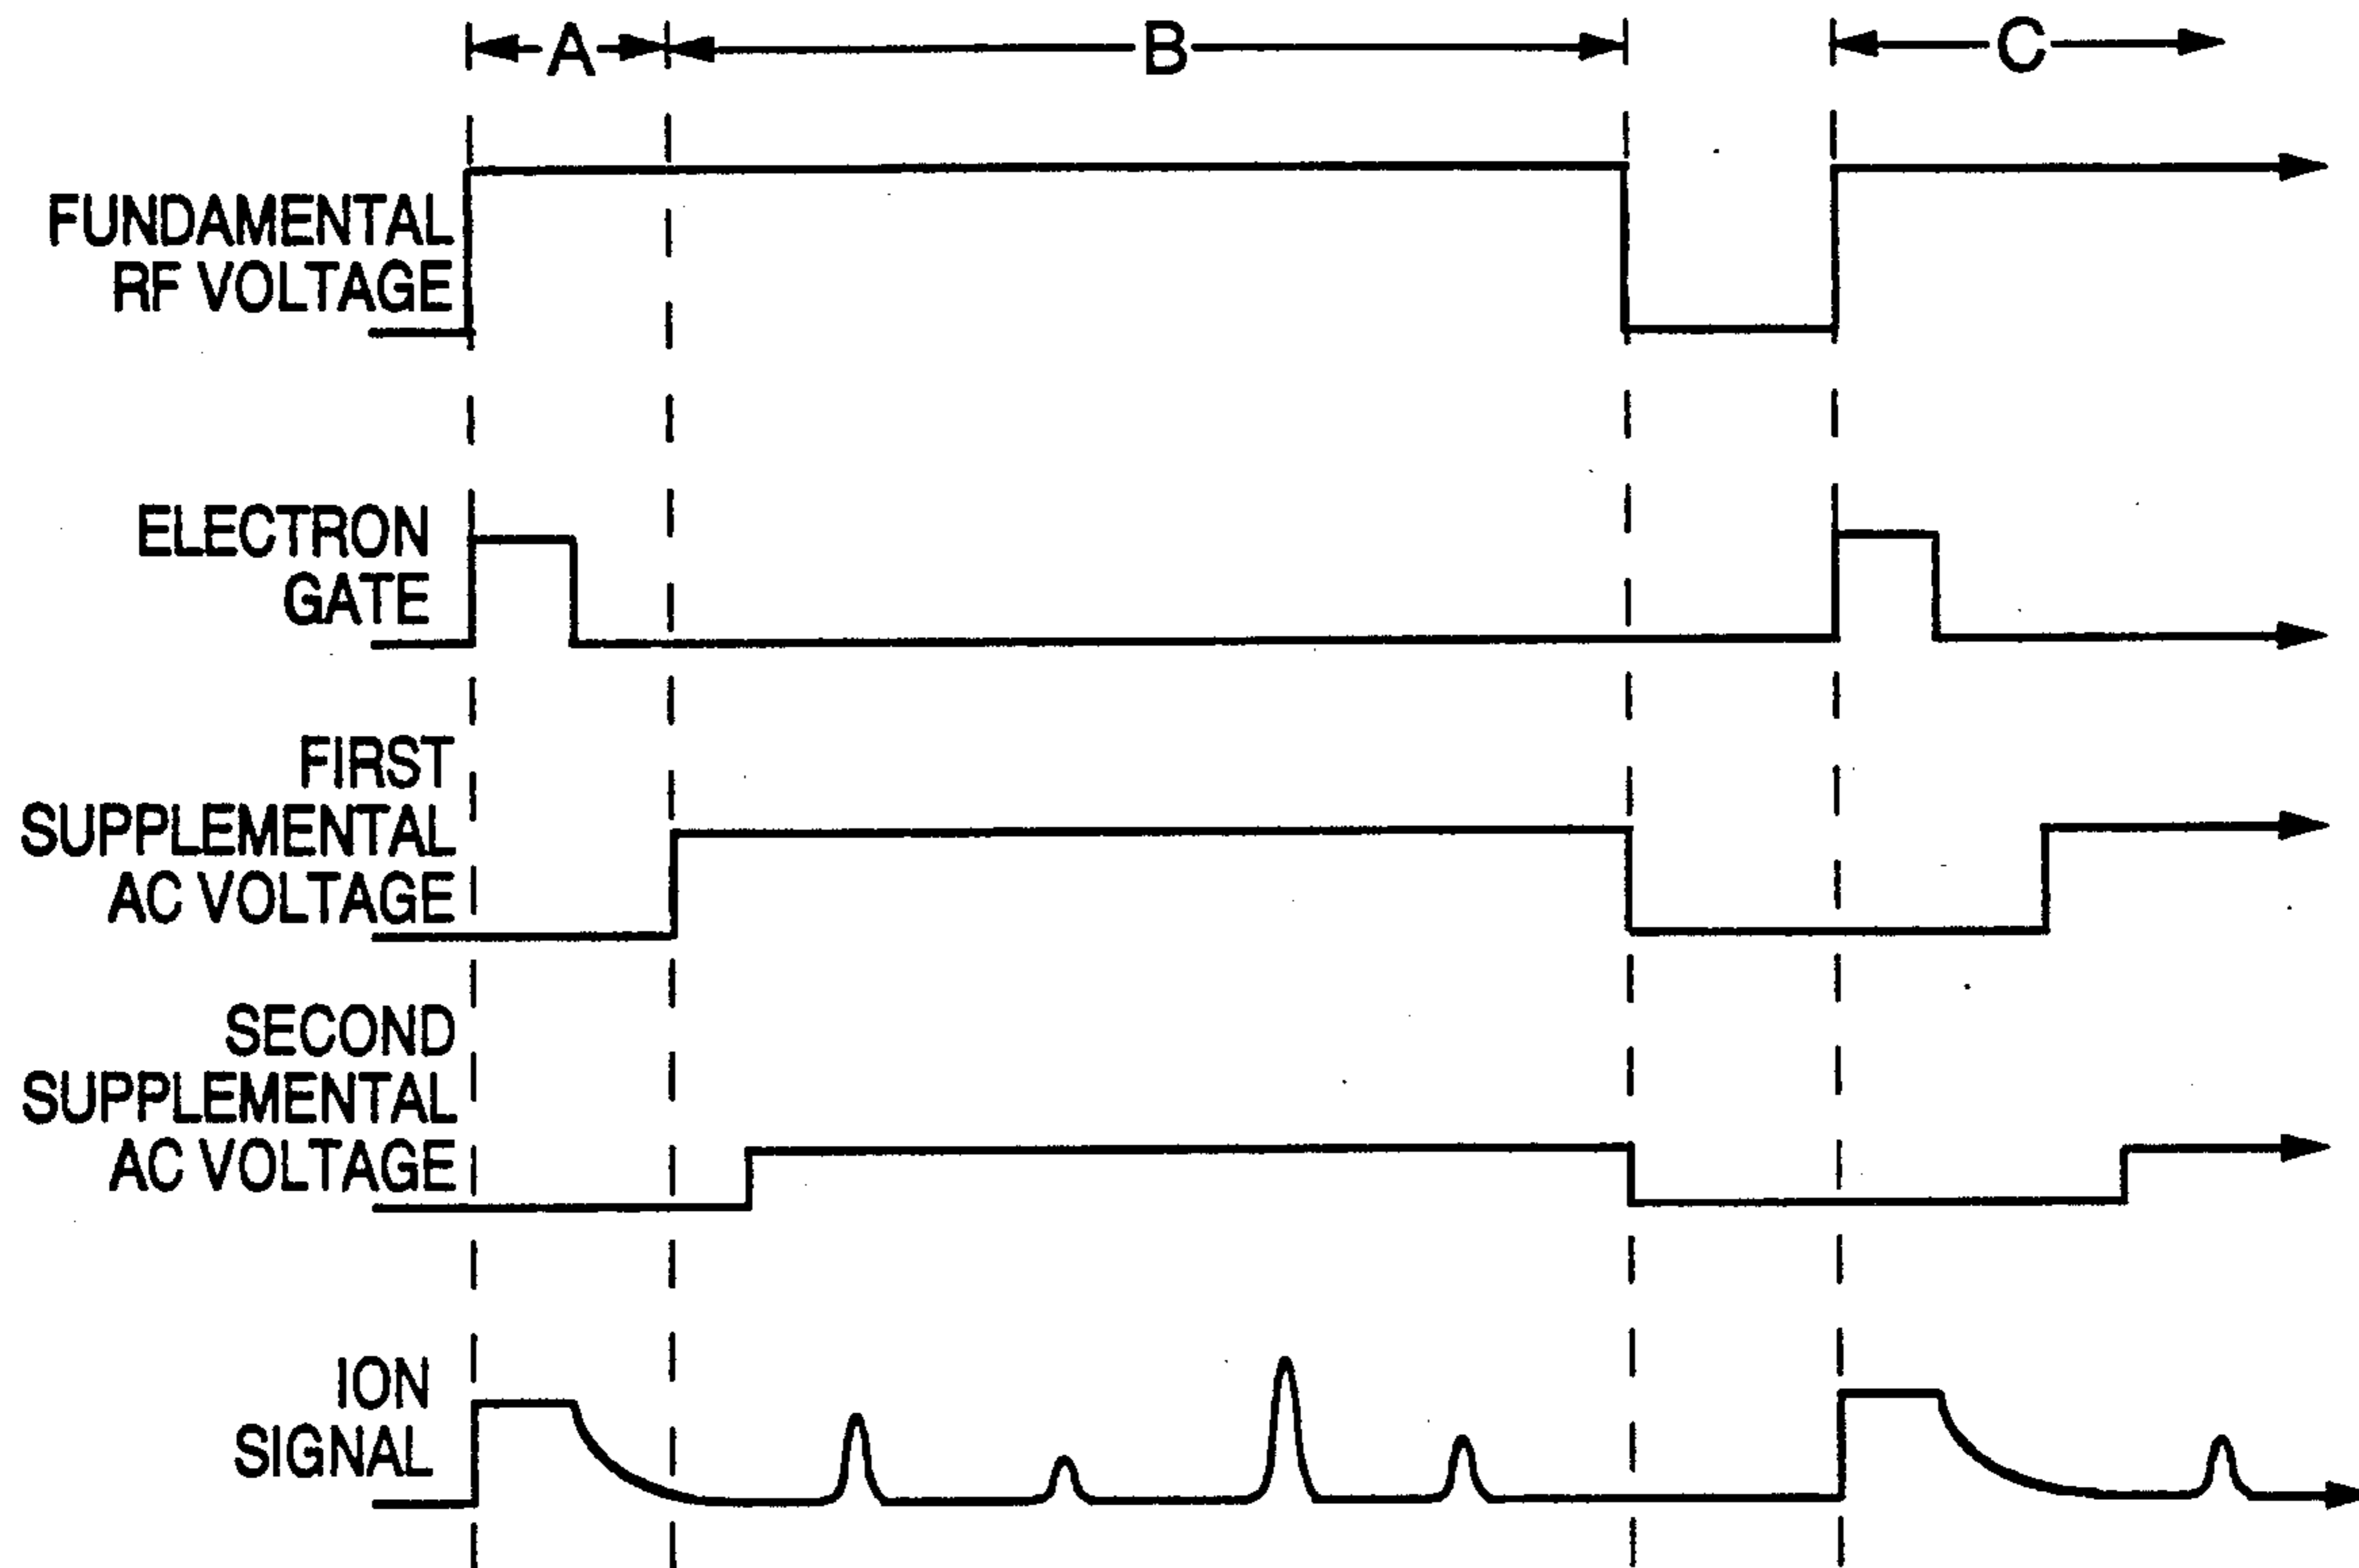 A
B
C
FUNDAMENTAL
RF VOLTAGE
ELECTRON
GATE
FIRST
SUPPLEMENTAL
AC VOLTAGE
SECOND
SUPPLEMENTAL
AC VOLTAGE
ION
SIGNAL